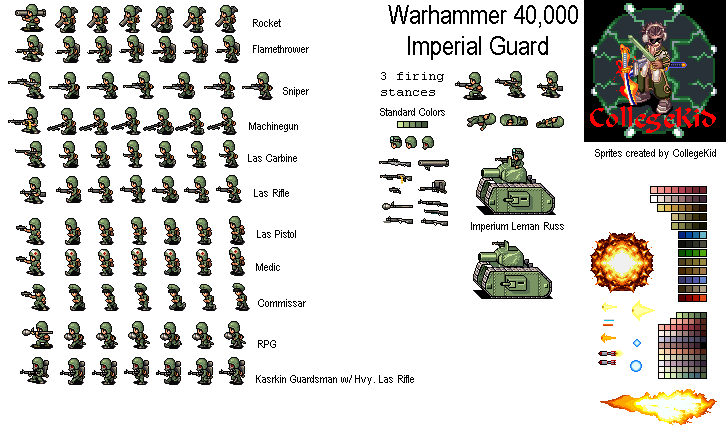 Warhammer 40,000
Imperial Guard
Rocket
Flamethrower
Sniper
Machinegun
Las Carbine
Las Rifle
Las Pistol
Medic
Commissar
RPG
Kasrkin Guardsman w/ Hvy. Las Rifle
3 firing
stances
Standard Colors
Imperium Leman Russ
CollegeKid
Sprites created by CollegeKid